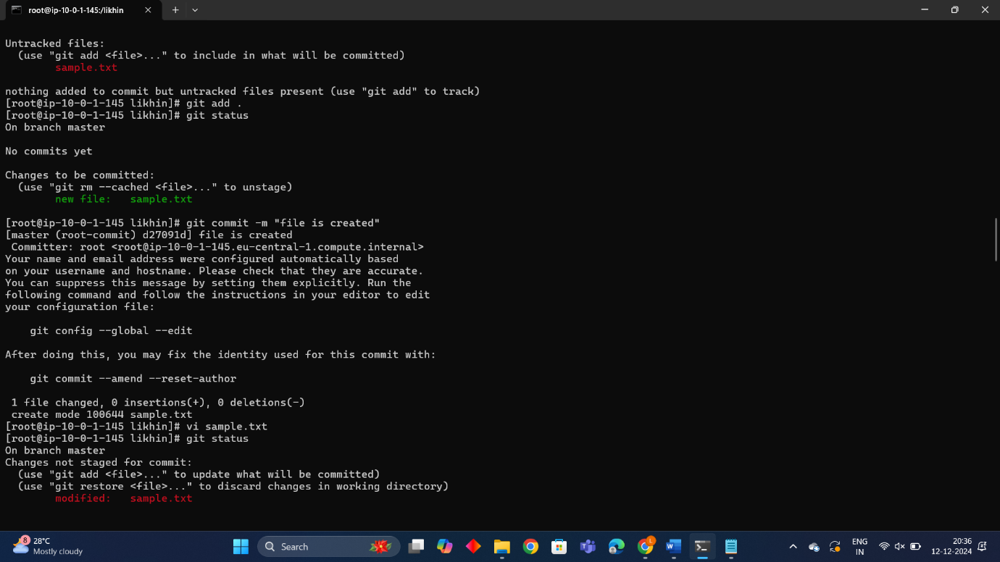 root@ip-10-0-1-145:/likhin
Untracked files:
  (use "git add <file>..." to include in what will be committed)
        sample.txt
nothing added to commit but untracked files present (use "git add" to track)
[root@ip-10-0-1-145 likhin]# git add .
[root@ip-10-0-1-145 likhin]# git status
On branch master
No commits yet
Changes to be committed:
  (use "git rm --cached <file>..." to unstage)
        new file:   sample.txt
[root@ip-10-0-1-145 likhin]# git commit -m "file is created"
[master (root-commit) d27091d] file is created
 Committer: root <root@ip-10-0-1-145.eu-central-1.compute.internal>
Your name and email address were configured automatically based
on your username and hostname. Please check that they are accurate.
You can suppress this message by setting them explicitly. Run the
following command and follow the instructions in your editor to edit
your configuration file:
    git config --global --edit
After doing this, you may fix the identity used for this commit with:
    git commit --amend --reset-author
 1 file changed, 0 insertions(+), 0 deletions(-)
 create mode 100644 sample.txt
[root@ip-10-0-1-145 likhin]# vi sample.txt
[root@ip-10-0-1-145 likhin]# git status
On branch master
Changes not staged for commit:
  (use "git add <file>..." to update what will be committed)
  (use "git restore <file>..." to discard changes in working directory)
        modified:   sample.txt
8
28°C
Mostly cloudy
Search
L
W
ENG
IN
20:36
12-12-2024